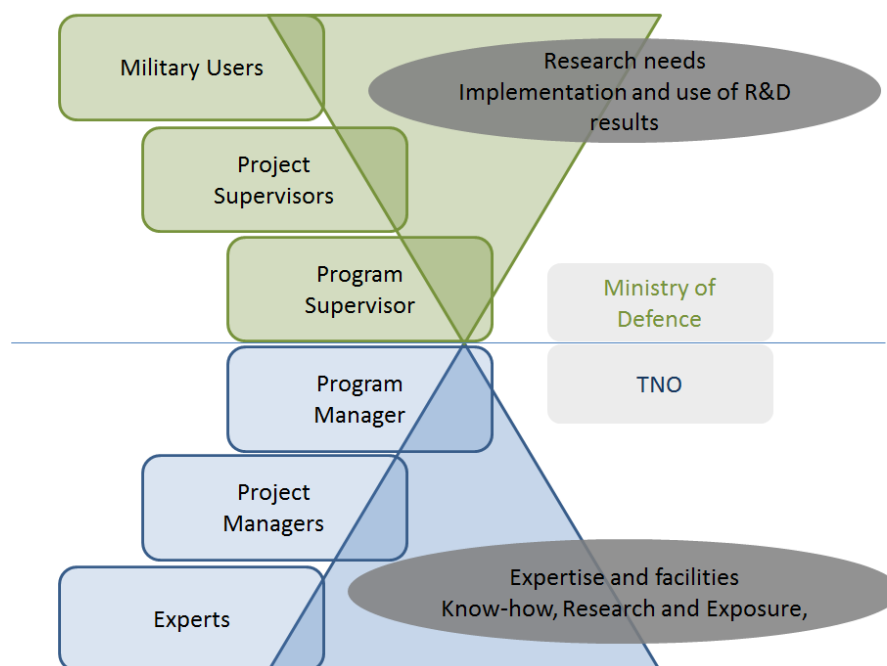 Military Users
Research needs
Implementation and use of R&D
results
Project
Supervisors
Program
Supervisor
Ministry of
Defence
Program
Manager
TNO
Project
Managers
Experts
Expertise and facilities
Know-how, Research and Exposure,